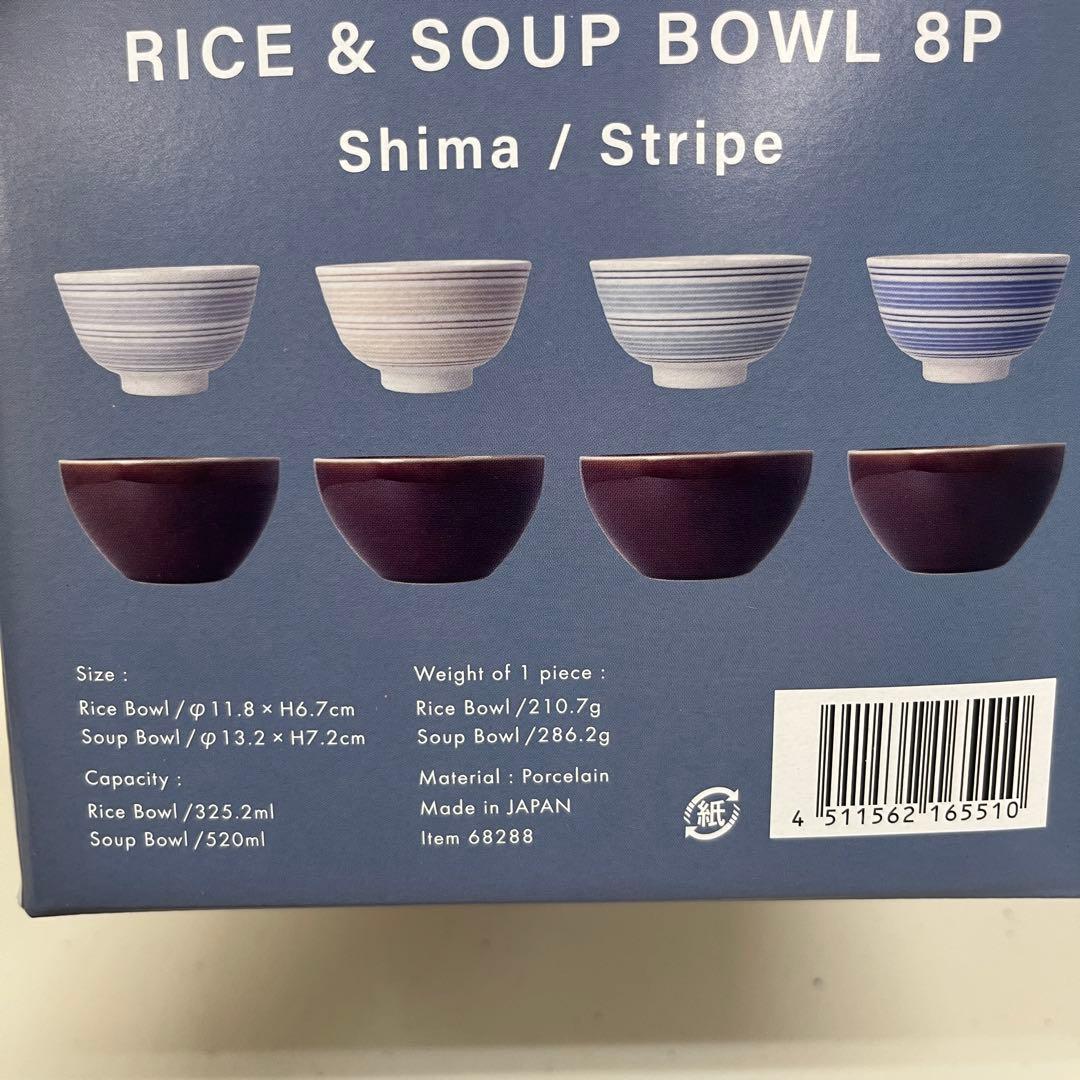 RICE & SOUP BOWL 8P
Shima / Stripe
Size :
Rice Bowl / φ 11.8 × H6.7cm
Soup Bowl / φ 13.2 × H7.2cm
Capacity :
Rice Bowl /325.2ml
Soup Bowl /520ml
Weight of 1 piece :
Rice Bowl /210.7g
Soup Bowl /286.2g
Material : Porcelain
Made in JAPAN
Item 68288
紙
4 511562 165510